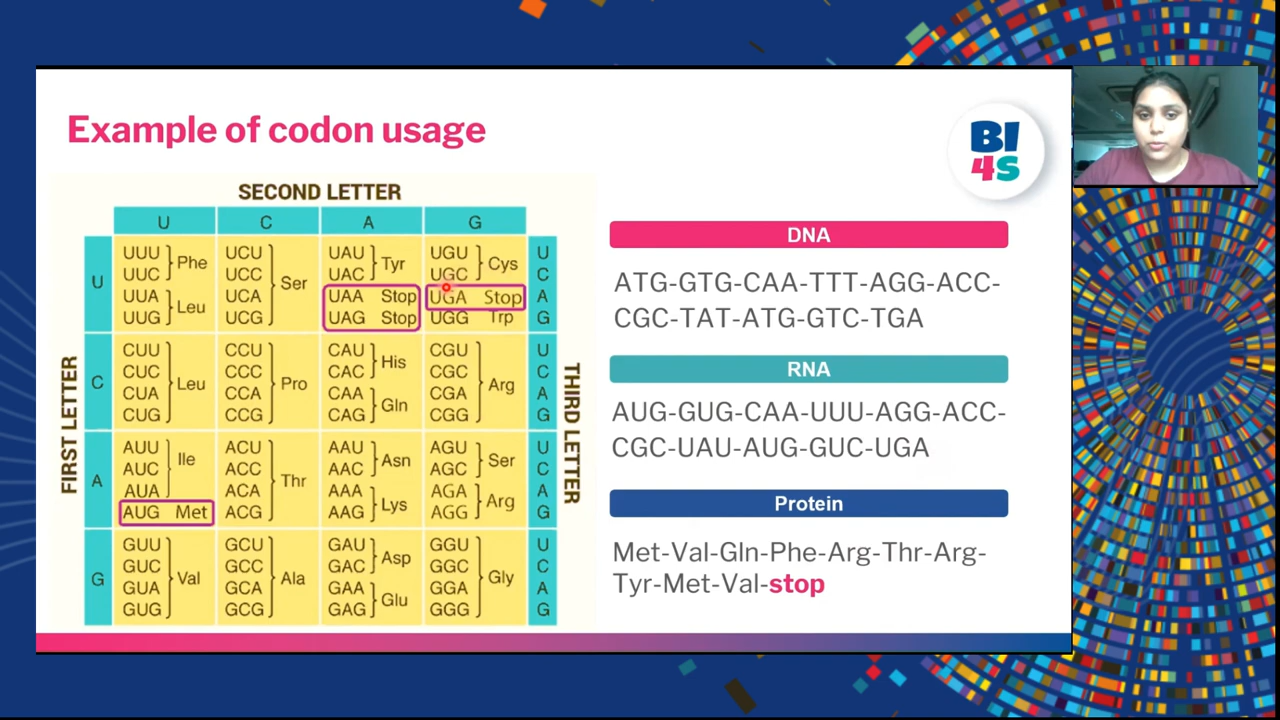 Example of codon usage
BI
4S
SECOND LETTER
U C A G
FIRST LETTER
THIRD LETTER
U
UUU UCU UAU UGU U
UUC Phe UCC UAC Tyr UGC Cys C
UUA UCA Ser UAA Stop UGA Stop A
UUG Leu UCG UAG Stop UGG Trp G
C
CUU CCU CAU CGU U
CUC CCC CAC His CGC C
CUA Leu CCA Pro CAA CGA Arg A
CUG CCG CAG Gln CGG G
A
AUU ACU AAU AGU U
AUC Ile ACC AAC Asn AGC Ser C
AUA ACA Thr AAA AGA A
AUG Met ACG AAG Lys AGG Arg G
G
GUU GCU GAU GGU U
GUC GCC GAC Asp GGC C
GUA Val GCA Ala GAA GGA Gly A
GUG GCG GAG Glu GGG G
DNA
ATG-GTG-CAA-TTT-AGG-ACC-
CGC-TAT-ATG-GTC-TGA
RNA
AUG-GUG-CAA-UUU-AGG-ACC-
CGC-UAU-AUG-GUC-UGA
Protein
Met-Val-Gln-Phe-Arg-Thr-Arg-
Tyr-Met-Val-stop